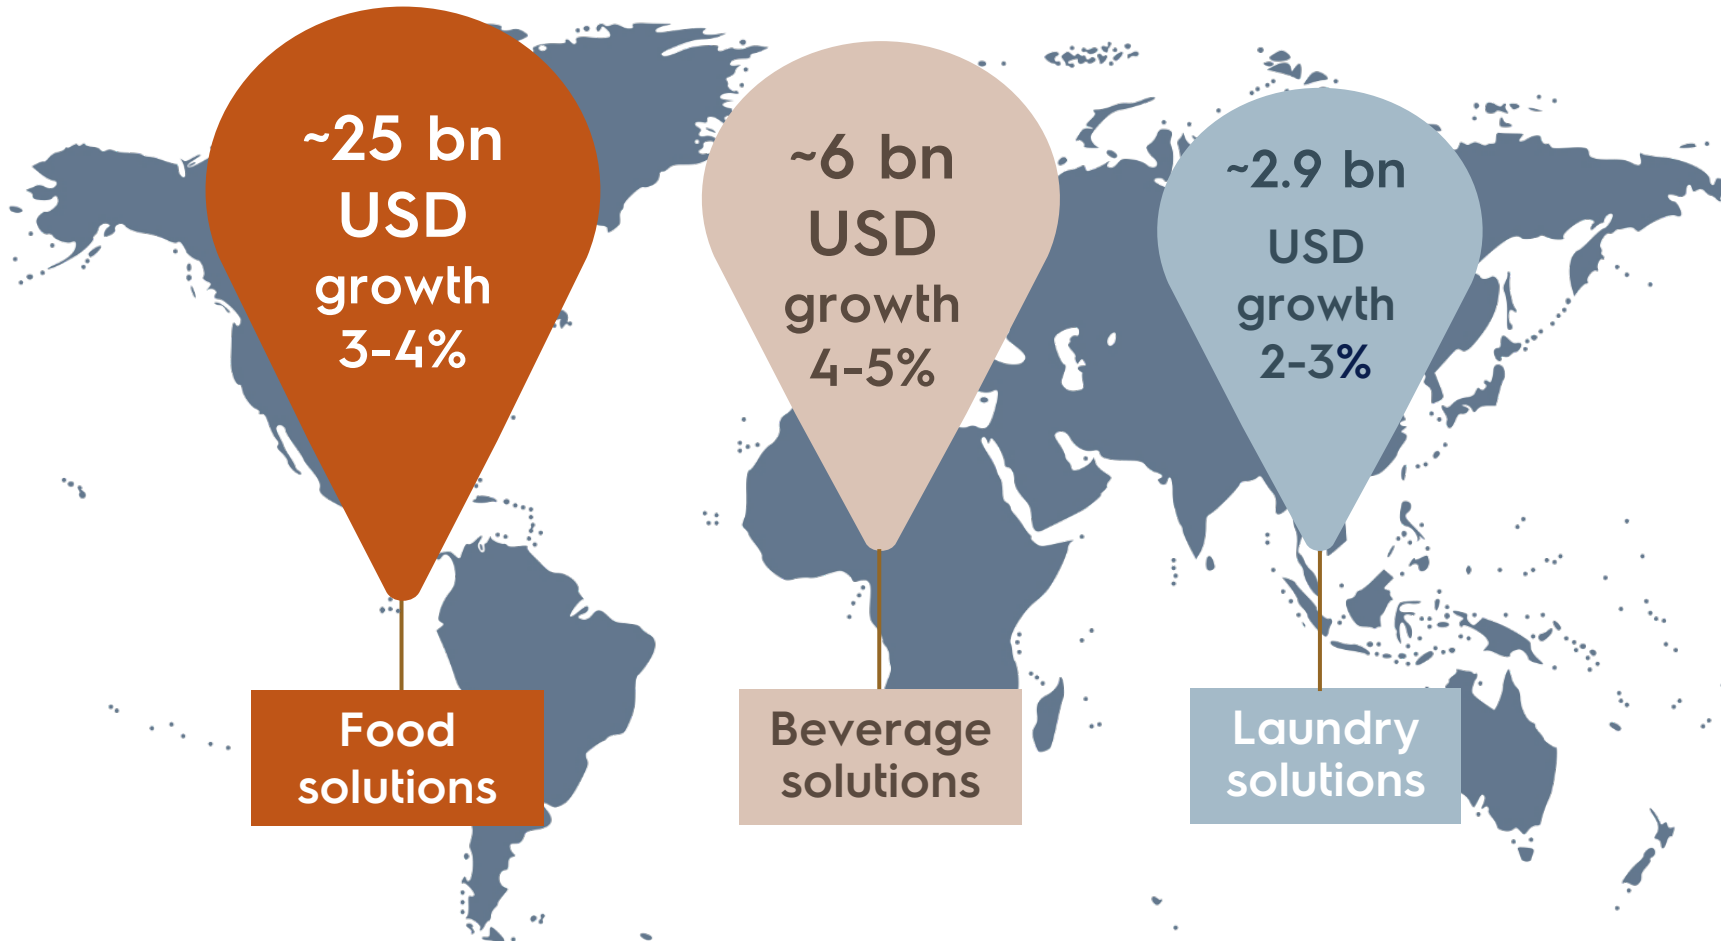 ~25 bn
USD
growth
3-4%
Food
solutions
~6 bn
USD
growth
4-5%
Beverage
solutions
~2.9 bn
USD
growth
2-3%
Laundry
solutions